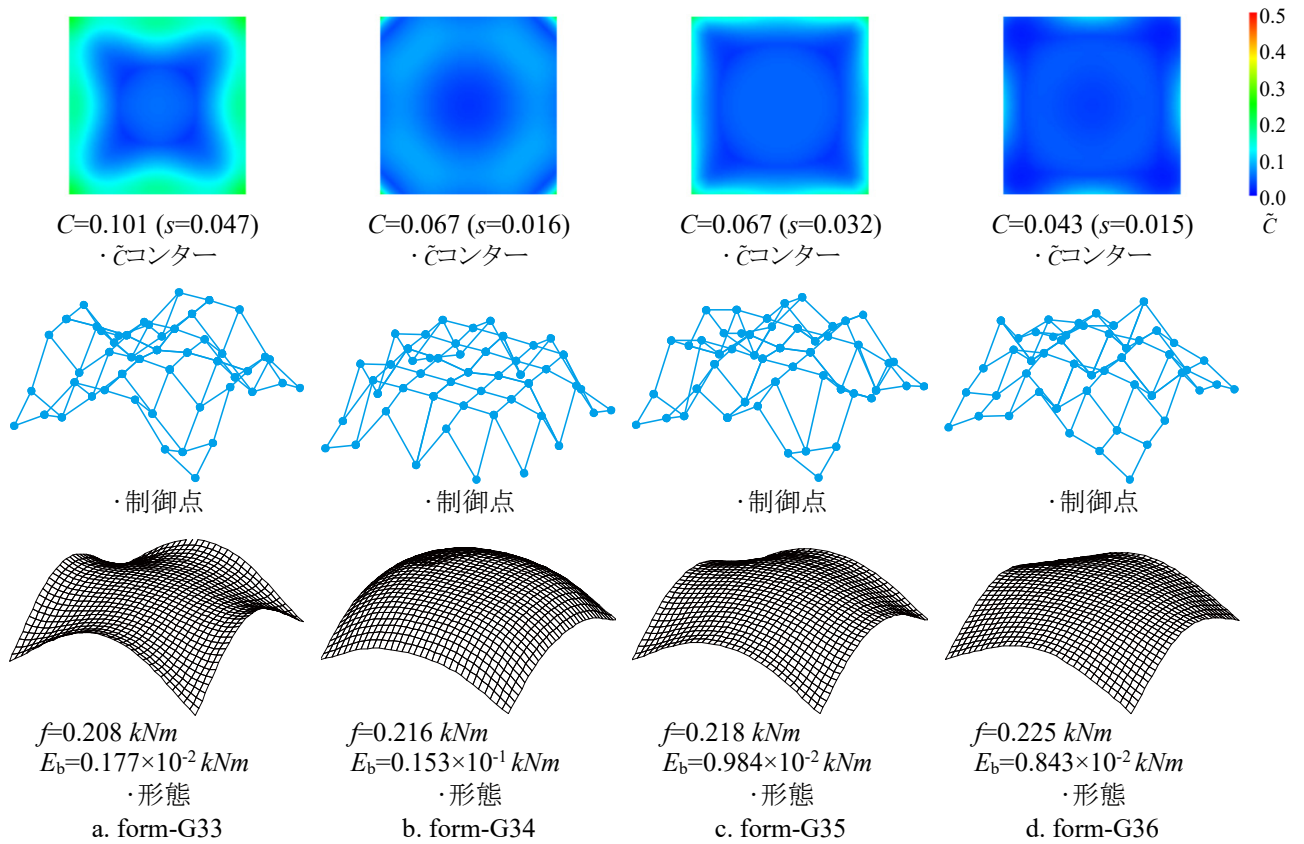 0.5
0.4
0.3
0.2
0.1
0.0
C̃
C=0.101 (s=0.047)
·C̃コンター
C=0.067 (s=0.016)
·C̃コンター
C=0.067 (s=0.032)
·C̃コンター
C=0.043 (s=0.015)
·C̃コンター
·制御点
·制御点
·制御点
·制御点
f=0.208 kNm
E_b=0.177×10⁻² kNm
·形態
a. form-G33
f=0.216 kNm
E_b=0.153×10⁻¹ kNm
·形態
b. form-G34
f=0.218 kNm
E_b=0.984×10⁻² kNm
·形態
c. form-G35
f=0.225 kNm
E_b=0.843×10⁻² kNm
·形態
d. form-G36